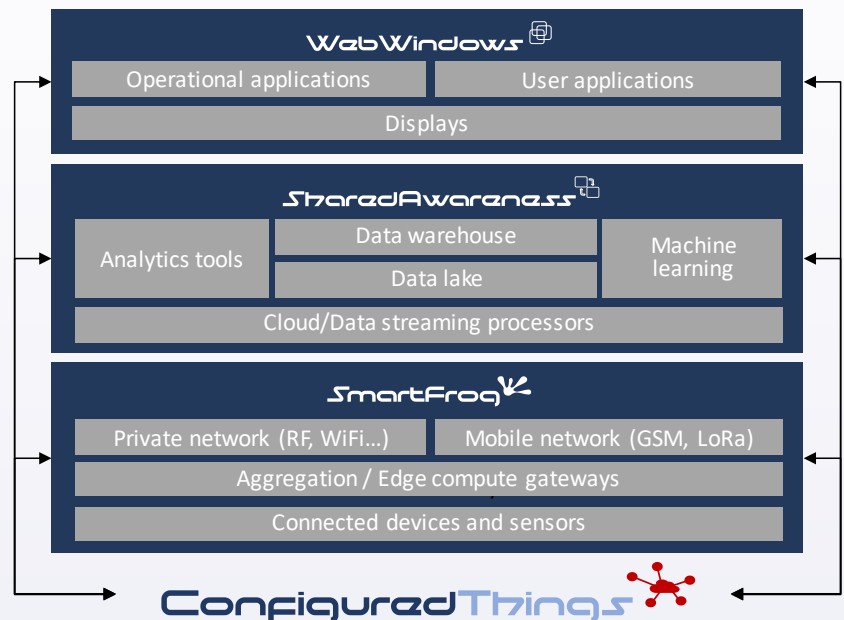 WebWindows
Operational applications
User applications
Displays
SharedAwareness
Analytics tools
Data warehouse
Data lake
Machine
learning
Cloud/Data streaming processors
SmartFrog
Private network (RF, WiFi...)
Mobile network (GSM, LoRa)
Aggregation / Edge compute gateways
Connected devices and sensors
ConfiguredThings